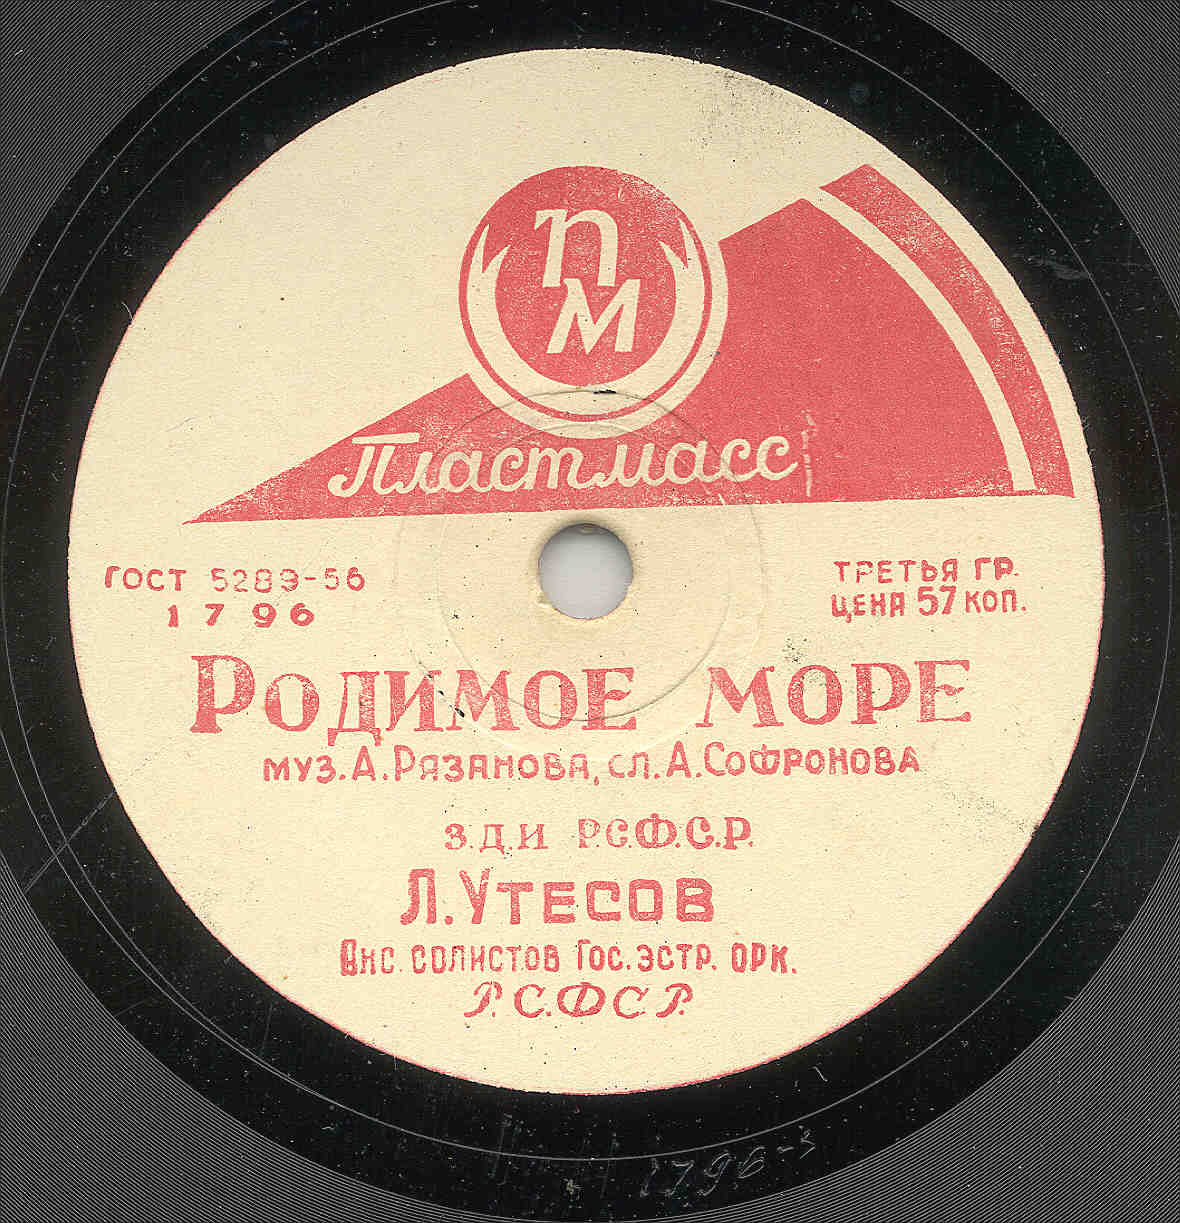 ПМ
Пластмасс
ГОСТ 5289-56
1796
ТРЕТЬЯ ГР.
ЦЕНА 57 КОП.
РОДИМОЕ МОРЕ
МУЗ. А. РЯЗАНОВА, СЛ. А. СОФРОНОВА
З.Д.И Р.С.Ф.С.Р.
Л. УТЕСОВ
Анс. солистов Гос. эстр. орк.
Р.С.Ф.С.Р.
1796-3